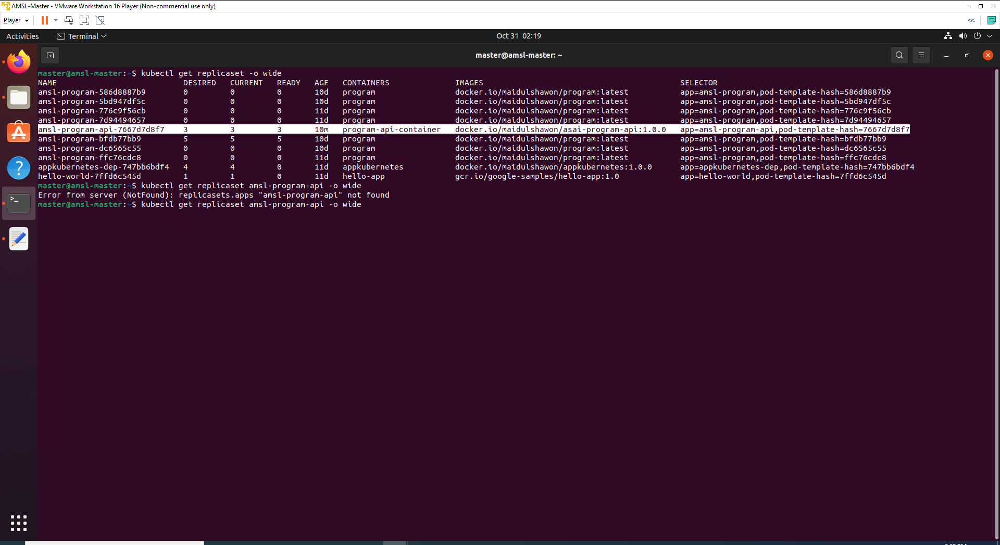 AMSL-Master - VMware Workstation 16 Player (Non-commercial use only)
Player
Activities Terminal Oct 31 02:19
master@amsl-master: ~
master@amsl-master:~$ kubectl get replicaset -o wide
NAME DESIRED CURRENT READY AGE CONTAINERS IMAGES SELECTOR
amsl-program-586d8887b9 0 0 0 10d program docker.io/maidulshawon/program:latest app=amsl-program,pod-template-hash=586d8887b9
amsl-program-5bd947df5c 0 0 0 10d program docker.io/maidulshawon/program:latest app=amsl-program,pod-template-hash=5bd947df5c
amsl-program-776c9f56cb 0 0 0 11d program docker.io/maidulshawon/program:latest app=amsl-program,pod-template-hash=776c9f56cb
amsl-program-7d94494657 0 0 0 11d program docker.io/maidulshawon/program:latest app=amsl-program,pod-template-hash=7d94494657
amsl-program-api-7667d7d8f7 3 3 3 10m program-api-container docker.io/maidulshawon/asai-program-api:1.0.0 app=amsl-program-api,pod-template-hash=7667d7d8f7
amsl-program-bfdb77bb9 5 5 5 10d program docker.io/maidulshawon/program:latest app=amsl-program,pod-template-hash=bfdb77bb9
amsl-program-dc6565c55 0 0 0 10d program docker.io/maidulshawon/program:latest app=amsl-program,pod-template-hash=dc6565c55
amsl-program-ffc76cdc8 0 0 0 11d program docker.io/maidulshawon/program:latest app=amsl-program,pod-template-hash=ffc76cdc8
appkubernetes-dep-747bb6bdf4 4 4 0 11d appkubernetes docker.io/maidulshawon/appkubernetes:1.0.0 app=appkubernetes-dep,pod-template-hash=747bb6bdf4
hello-world-7ffd6c545d 1 1 0 11d hello-app gcr.io/google-samples/hello-app:1.0 app=hello-world,pod-template-hash=7ffd6c545d
master@amsl-master:~$ kubectl get replicaset amsl-program-api -o wide
Error from server (NotFound): replicasets.apps "amsl-program-api" not found
master@amsl-master:~$ kubectl get replicaset amsl-program-api -o wide